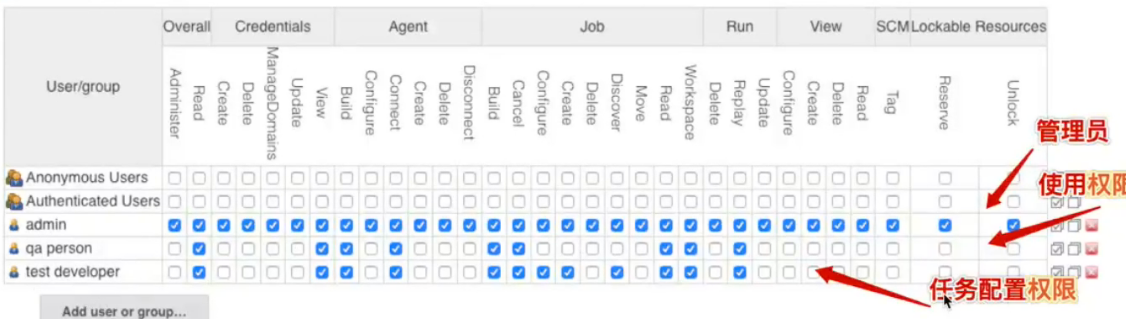 Overall Credentials Agent Job Run View SCM Lockable Resources
User/group
Administer Read Create Delete ManageDomains Update View Build Configure Connect Create Delete Disconnect Build Cancel Configure Create Delete Discover Move Read Workspace Delete Replay Update Configure Create Delete Read Tag Reserve Unlock
管理员
Anonymous Users
使用权限
Authenticated Users
admin
qa person
test developer
任务配置权限
Add user or group...